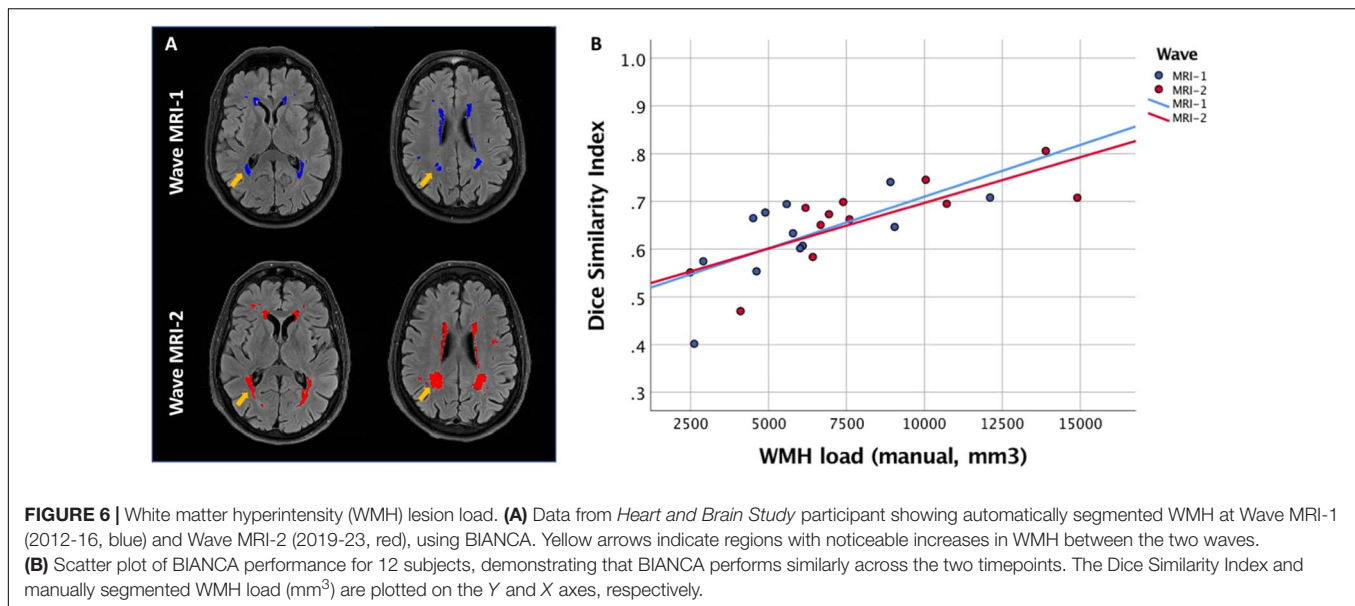 A
Wave MRI-1
Wave MRI-2
B
Dice Similarity Index
1.0
.9
.8
.7
.6
.5
.4
.3
2500 5000 7500 10000 12500 15000
WMH load (manual, mm3)
Wave
MRI-1
MRI-2
MRI-1
MRI-2
FIGURE 6 | White matter hyperintensity (WMH) lesion load. (A) Data from Heart and Brain Study participant showing automatically segmented WMH at Wave MRI-1
(2012-16, blue) and Wave MRI-2 (2019-23, red), using BIANCA. Yellow arrows indicate regions with noticeable increases in WMH between the two waves.
(B) Scatter plot of BIANCA performance for 12 subjects, demonstrating that BIANCA performs similarly across the two timepoints. The Dice Similarity Index and
manually segmented WMH load (mm³) are plotted on the Y and X axes, respectively.